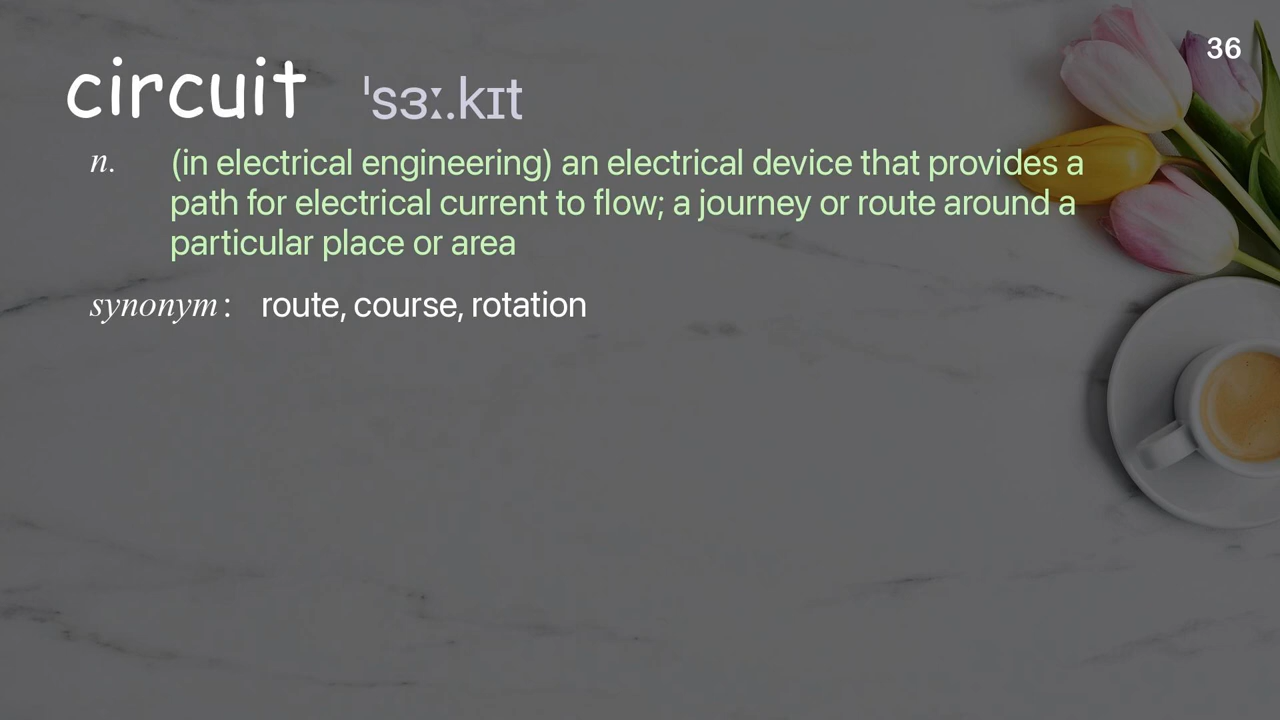 36
circuit ˈsɜː.kɪt
n. (in electrical engineering) an electrical device that provides a
path for electrical current to flow; a journey or route around a
particular place or area
synonym: route, course, rotation